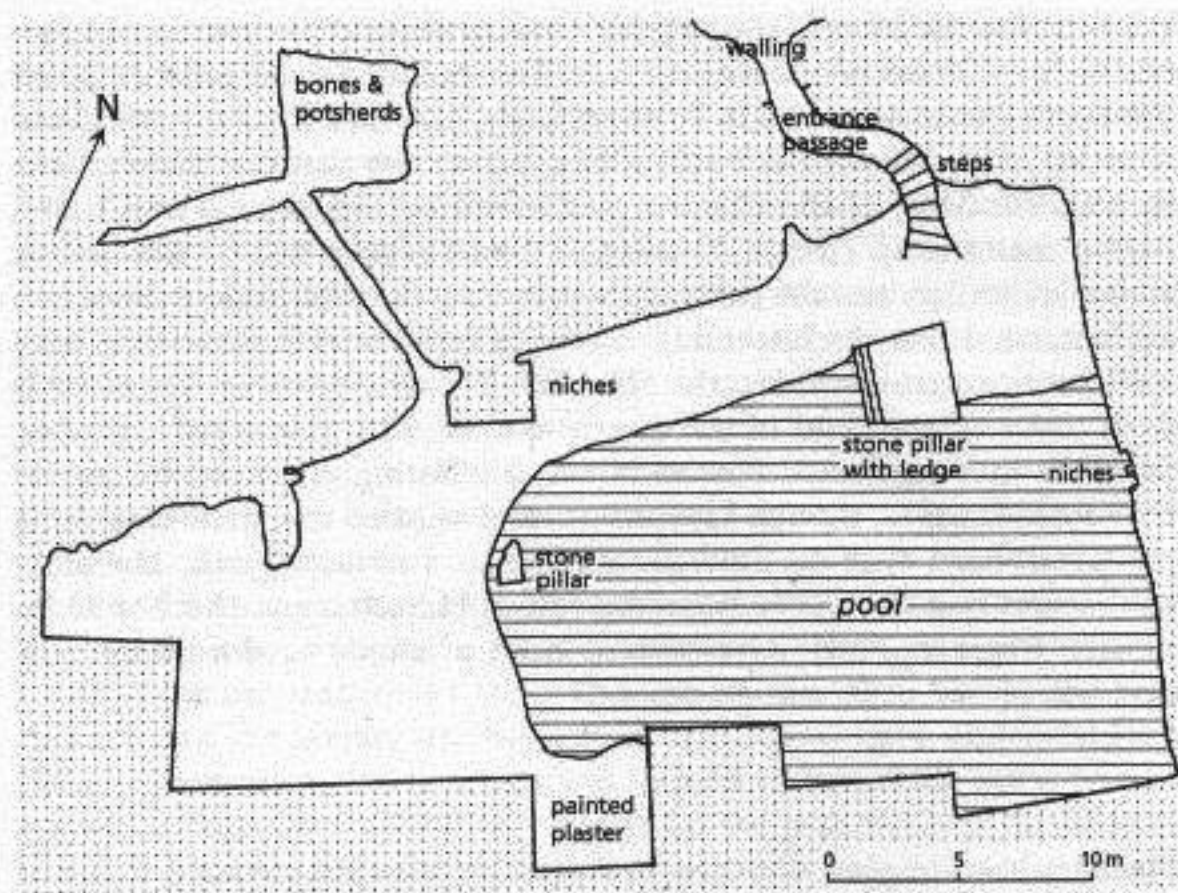 walling
bones &
potsherds
N
entrance
passage
steps
niches
stone pillar
with ledge
niches
stone
pillar
pool
painted
plaster
0 5 10 m